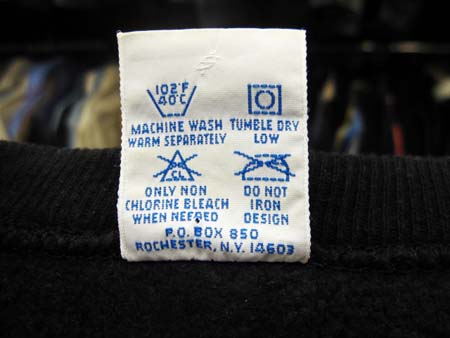 102°F
40°C
MACHINE WASH
WARM SEPARATELY
TUMBLE DRY
LOW
CL
ONLY NON
CHLORINE BLEACH
WHEN NEEDED
DO NOT
IRON
DESIGN
P.O. BOX 850
ROCHESTER, N.Y. 14603